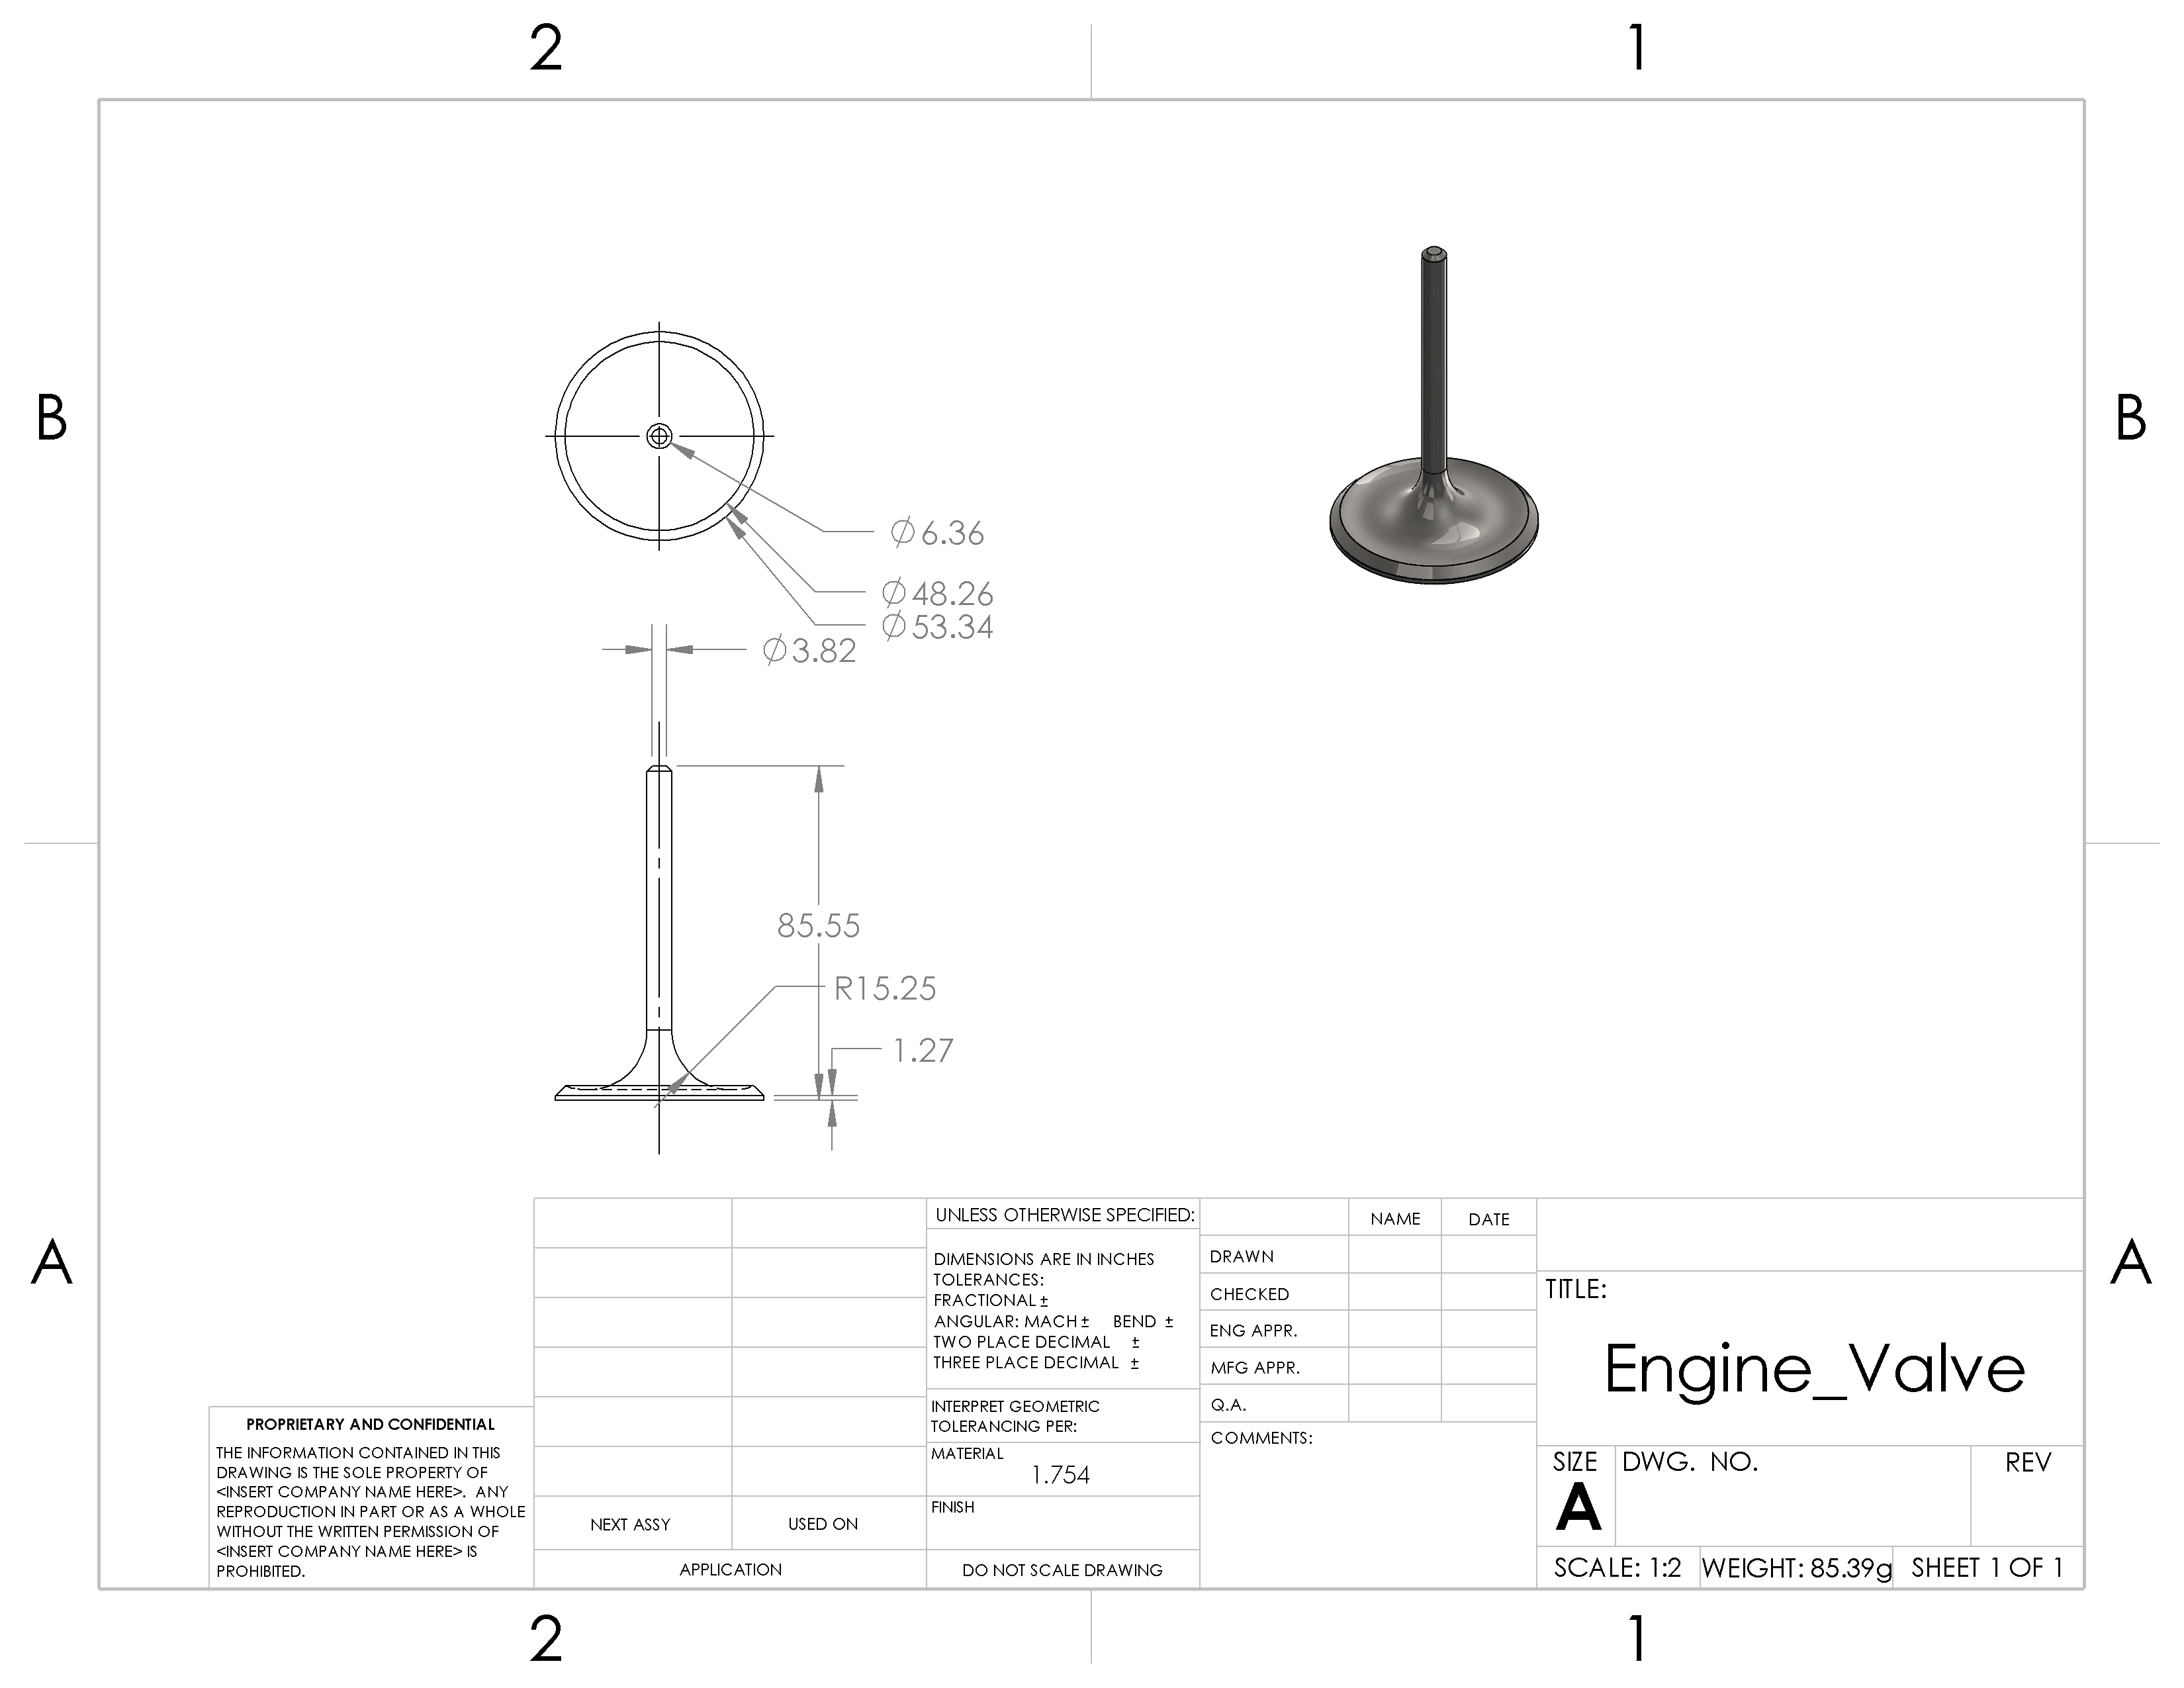 2 1
B B
⌀6.36
⌀48.26
⌀53.34
⌀3.82
85.55
R15.25
1.27
A A
UNLESS OTHERWISE SPECIFIED:
DIMENSIONS ARE IN INCHES
TOLERANCES:
FRACTIONAL ±
ANGULAR: MACH ± BEND ±
TWO PLACE DECIMAL ±
THREE PLACE DECIMAL ±
INTERPRET GEOMETRIC
TOLERANCING PER:
MATERIAL
1.754
FINISH
DO NOT SCALE DRAWING
NAME DATE
DRAWN
CHECKED
ENG APPR.
MFG APPR.
Q.A.
COMMENTS:
TITLE:
Engine_Valve
SIZE DWG. NO. REV
A
SCALE: 1:2 WEIGHT: 85.39g SHEET 1 OF 1
PROPRIETARY AND CONFIDENTIAL
THE INFORMATION CONTAINED IN THIS
DRAWING IS THE SOLE PROPERTY OF
<INSERT COMPANY NAME HERE>. ANY
REPRODUCTION IN PART OR AS A WHOLE
WITHOUT THE WRITTEN PERMISSION OF
<INSERT COMPANY NAME HERE> IS
PROHIBITED.
NEXT ASSY USED ON
APPLICATION
2 1